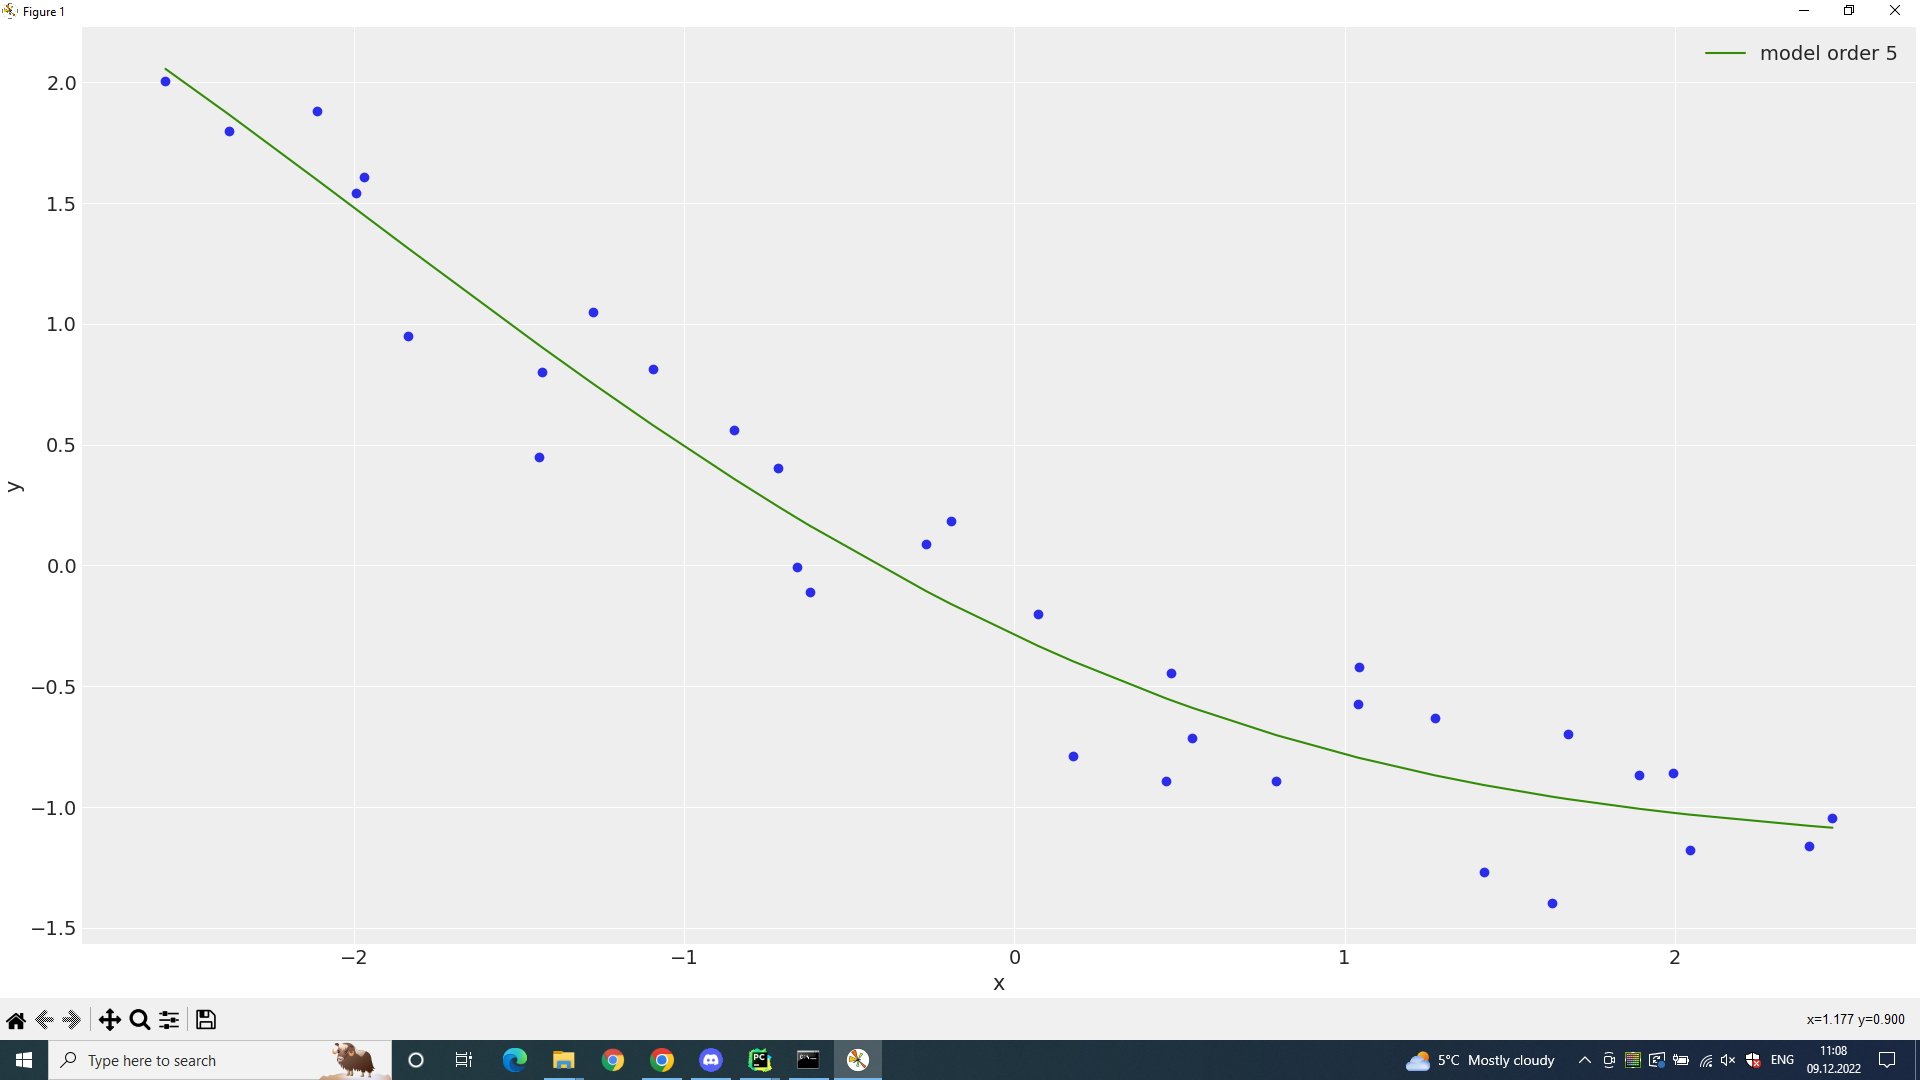 Figure 1
model order 5
2.0
1.5
1.0
0.5
0.0
−0.5
−1.0
−1.5
y
−2 −1 0 1 2
x
x=1.177 y=0.900
Type here to search
PC
5°C Mostly cloudy
ENG
11:08
09.12.2022